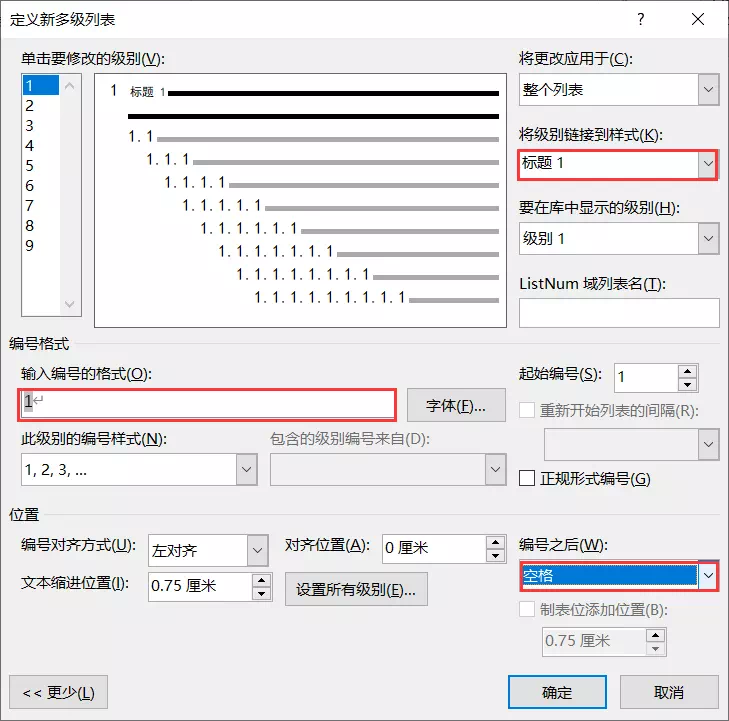 定义新多级列表 ?
单击要修改的级别(V):
1
2
3
4
5
6
7
8
9
1 标题 1
1. 1
1. 1. 1
1. 1. 1. 1
1. 1. 1. 1. 1
1. 1. 1. 1. 1. 1
1. 1. 1. 1. 1. 1. 1
1. 1. 1. 1. 1. 1. 1. 1
1. 1. 1. 1. 1. 1. 1. 1. 1
将更改应用于(C):
整个列表
将级别链接到样式(K):
标题 1
要在库中显示的级别(H):
级别 1
ListNum 域列表名(T):
编号格式
输入编号的格式(O):
1↵
字体(F)...
此级别的编号样式(N):
1, 2, 3, ...
包含的级别编号来自(D):
起始编号(S):
1
重新开始列表的间隔(R):
正规形式编号(G)
位置
编号对齐方式(U):
左对齐
对齐位置(A):
0 厘米
文本缩进位置(I):
0.75 厘米
设置所有级别(E)...
编号之后(W):
空格
制表位添加位置(B):
0.75 厘米
<< 更少(L)
确定
取消